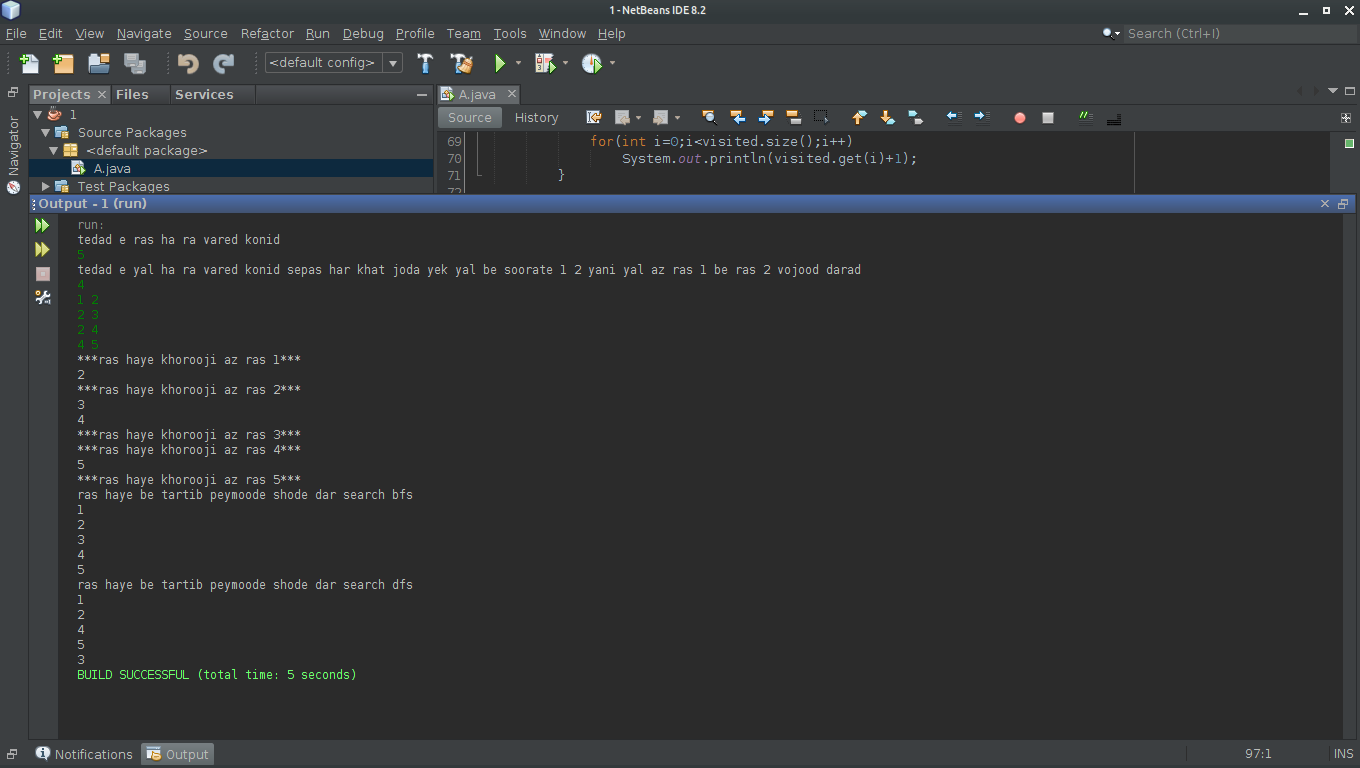 1 - NetBeans IDE 8.2
File Edit View Navigate Source Refactor Run Debug Profile Team Tools Window Help
Search (Ctrl+I)
<default config>
Projects Files Services
A.java
1
Source Packages
<default package>
A.java
Test Packages
Navigator
Source History
69 for(int i=0;i<visited.size();i++)
70 System.out.println(visited.get(i)+1);
71 }
72
Output - 1 (run)
run:
tedad e ras ha ra vared konid
5
tedad e yal ha ra vared konid sepas har khat joda yek yal be soorate 1 2 yani yal az ras 1 be ras 2 vojood darad
4
1 2
2 3
2 4
4 5
***ras haye khorooji az ras 1***
2
***ras haye khorooji az ras 2***
3
4
***ras haye khorooji az ras 3***
***ras haye khorooji az ras 4***
5
***ras haye khorooji az ras 5***
ras haye be tartib peymoode shode dar search bfs
1
2
3
4
5
ras haye be tartib peymoode shode dar search dfs
1
2
4
5
3
BUILD SUCCESSFUL (total time: 5 seconds)
Notifications Output
97:1 INS